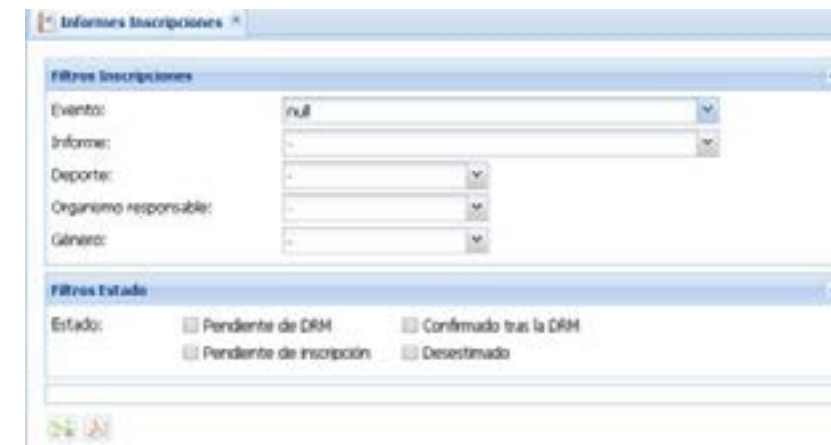 Informes Inscripciones
Filtros Inscripciones
Evento: null
Informe: -
Deporte: -
Organismo responsable: -
Género: -
Filtros Estado
Estado: Pendiente de DRM Confirmado tras la DRM
Pendiente de inscripción Desestimado